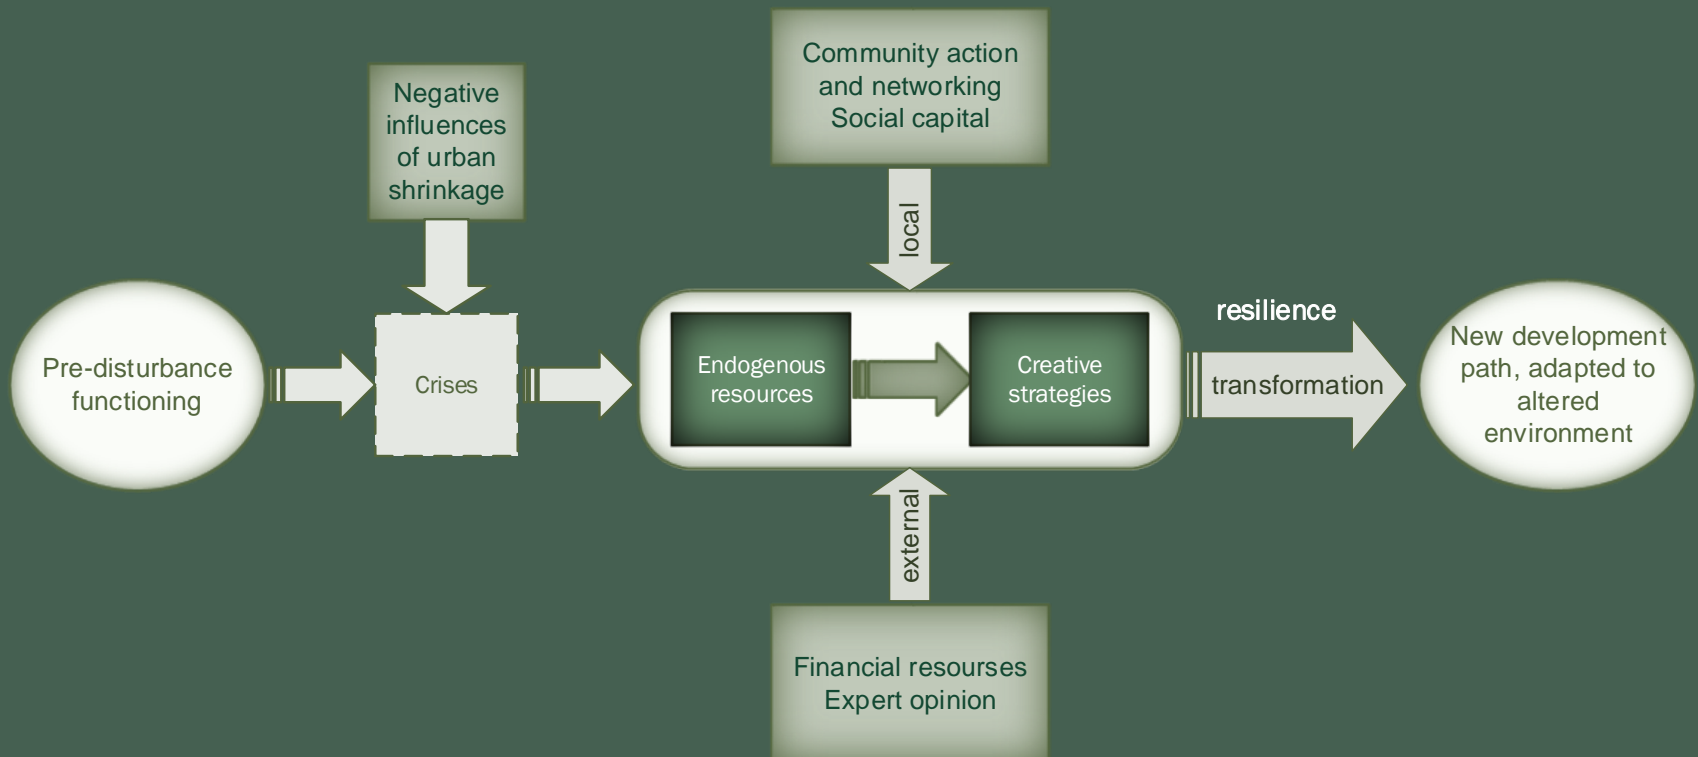 Community action
and networking
Social capital
Negative
influences
of urban
shrinkage
local
Pre-disturbance
functioning
Crises
Endogenous
resources
Creative
strategies
resilience
transformation
New development
path, adapted to
altered
environment
external
Financial resourses
Expert opinion